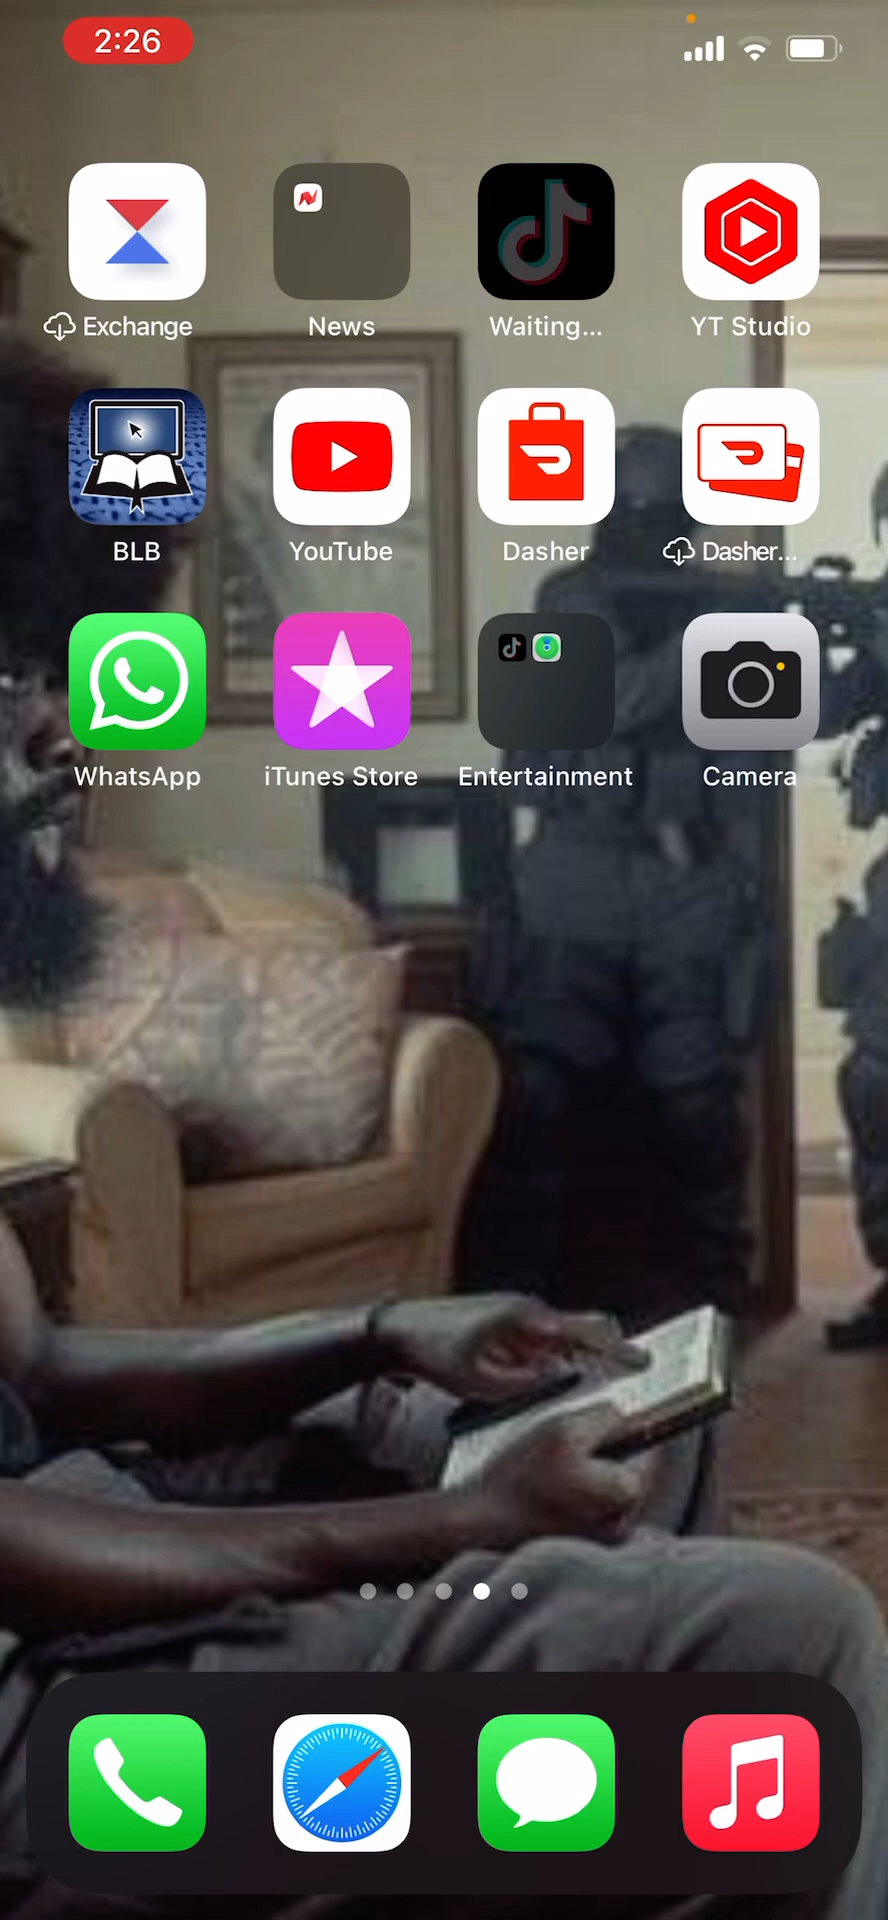 2:26
Exchange
News
Waiting...
YT Studio
BLB
YouTube
Dasher
Dasher...
WhatsApp
iTunes Store
Entertainment
Camera